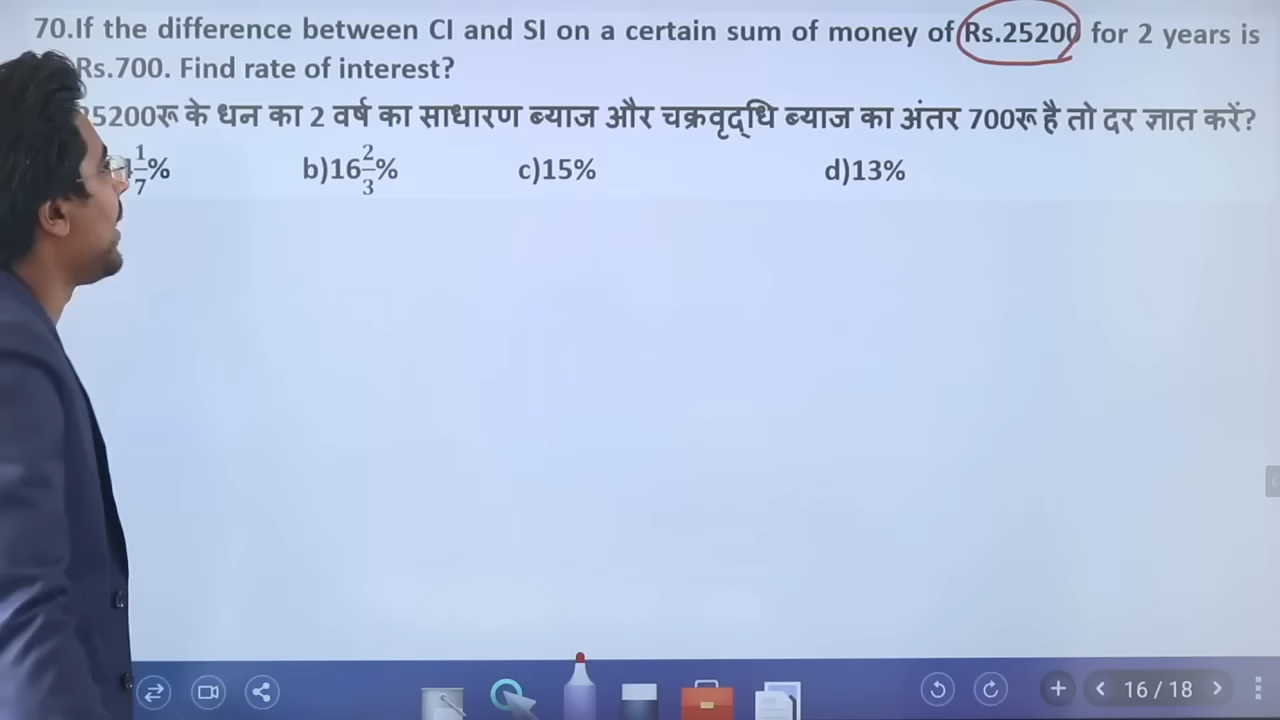 70.If the difference between CI and SI on a certain sum of money of Rs.25200 for 2 years is
Rs.700. Find rate of interest?
25200रू के धन का 2 वर्ष का साधारण ब्याज और चक्रवृद्धि ब्याज का अंतर 700रू है तो दर ज्ञात करें?
1/7% b)16 2/3% c)15% d)13%
16 / 18